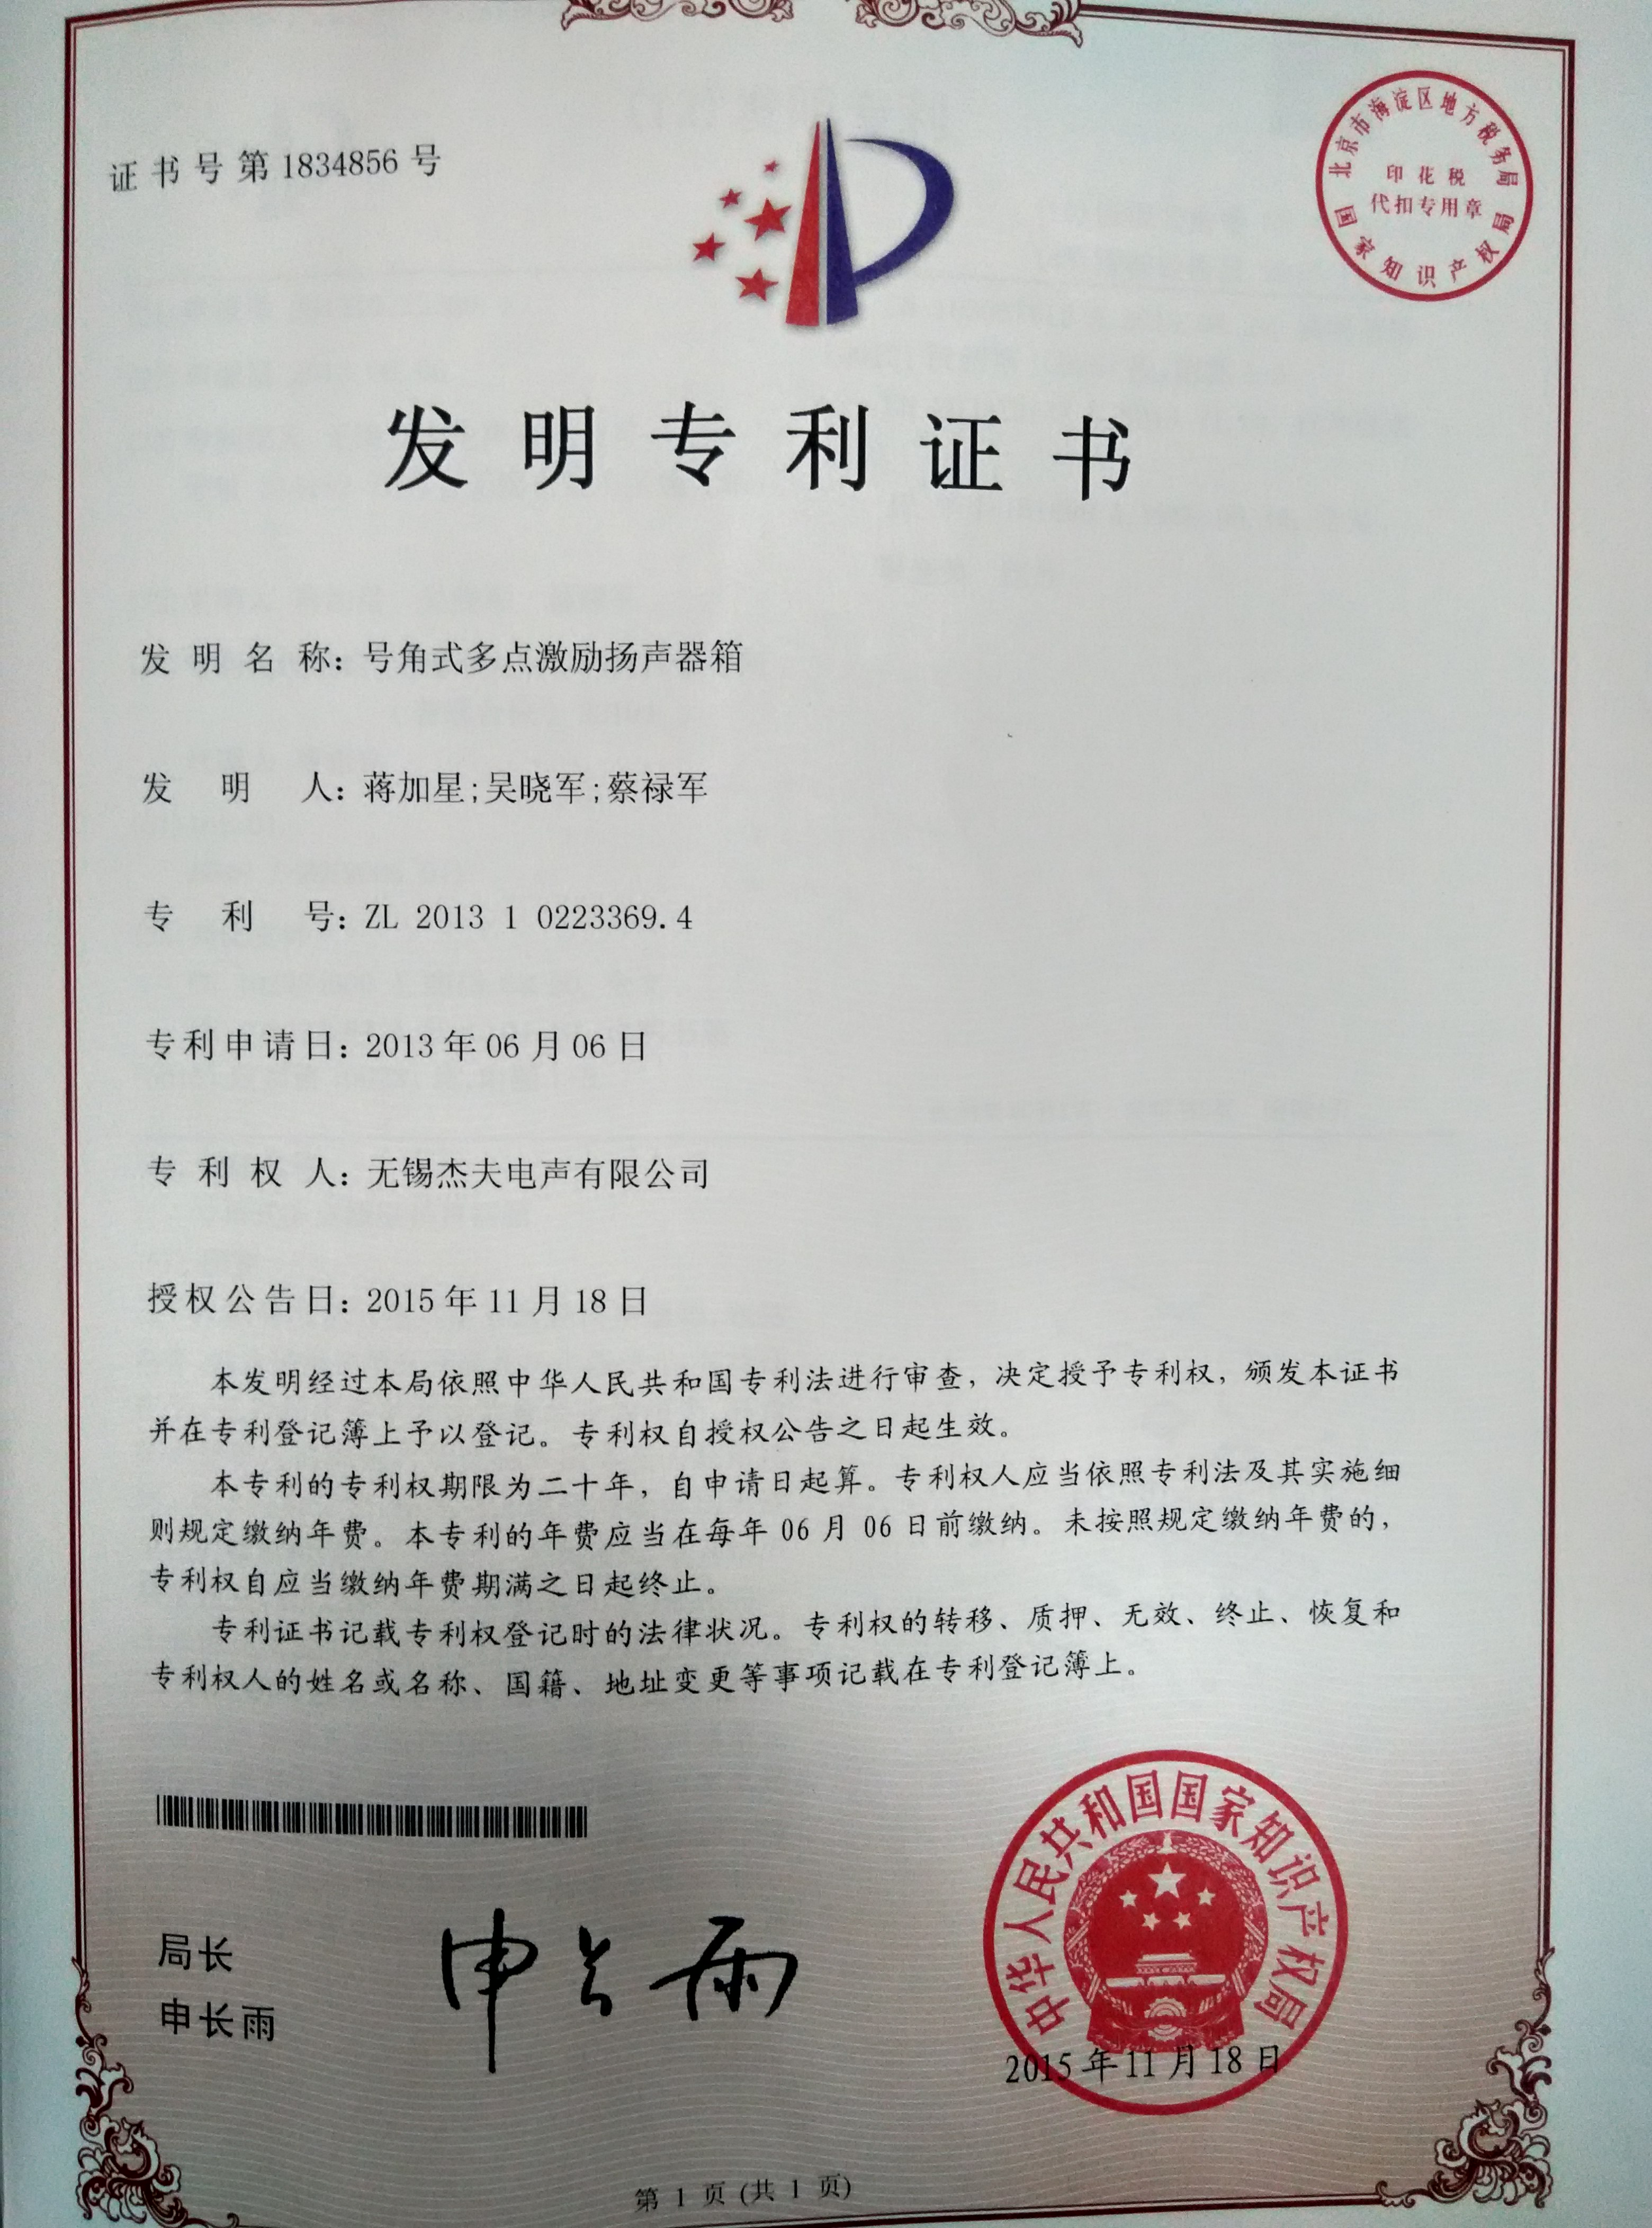 证书号第1834856号
北京市海淀区地方税务局
印花税
代扣专用章
国家知识产权局
发明专利证书
发明名称：号角式多点激励扬声器箱
发明人：蒋加星;吴晓军;蔡禄军
专利号：ZL 2013 1 0223369.4
专利申请日：2013年06月06日
专利权人：无锡杰夫电声有限公司
授权公告日：2015年11月18日
本发明经过本局依照中华人民共和国专利法进行审查，决定授予专利权，颁发本证书
并在专利登记簿上予以登记。专利权自授权公告之日起生效。
本专利的专利权期限为二十年，自申请日起算。专利权人应当依照专利法及其实施细
则规定缴纳年费。本专利的年费应当在每年06月06日前缴纳。未按照规定缴纳年费的，
专利权自应当缴纳年费期满之日起终止。
专利证书记载专利权登记时的法律状况。专利权的转移、质押、无效、终止、恢复和
专利权人的姓名或名称、国籍、地址变更等事项记载在专利登记簿上。
局长
申长雨
申长雨
中华人民共和国国家知识产权局
2015年11月18日
第1页(共1页)